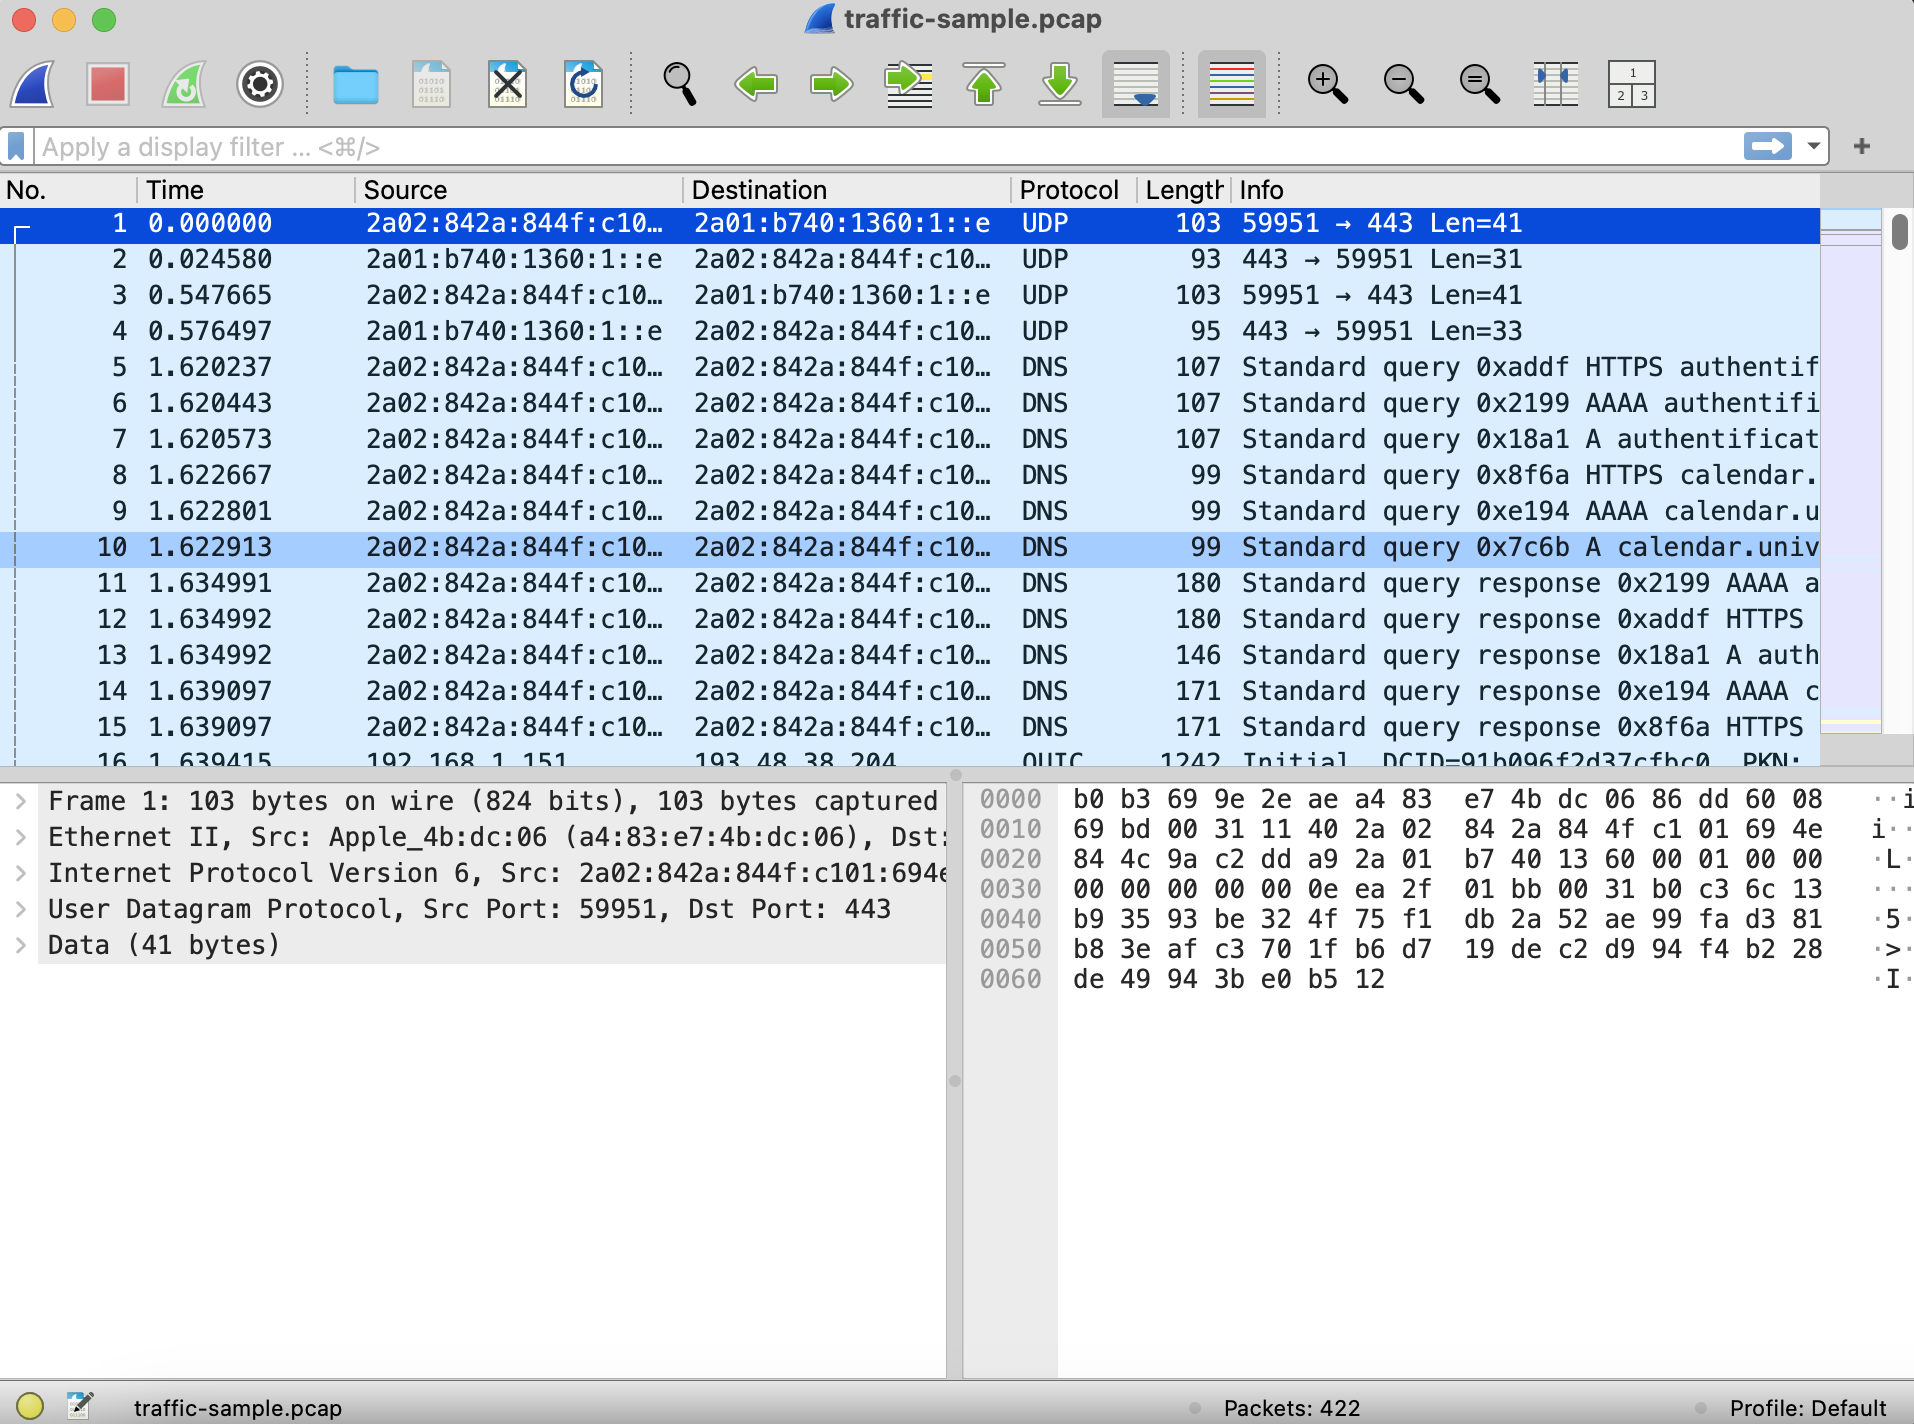 traffic-sample.pcap
Apply a display filter ... <⌘/>
No. Time Source Destination Protocol Length Info
1 0.000000 2a02:842a:844f:c10… 2a01:b740:1360:1::e UDP 103 59951 → 443 Len=41
2 0.024580 2a01:b740:1360:1::e 2a02:842a:844f:c10… UDP 93 443 → 59951 Len=31
3 0.547665 2a02:842a:844f:c10… 2a01:b740:1360:1::e UDP 103 59951 → 443 Len=41
4 0.576497 2a01:b740:1360:1::e 2a02:842a:844f:c10… UDP 95 443 → 59951 Len=33
5 1.620237 2a02:842a:844f:c10… 2a02:842a:844f:c10… DNS 107 Standard query 0xaddf HTTPS authentif
6 1.620443 2a02:842a:844f:c10… 2a02:842a:844f:c10… DNS 107 Standard query 0x2199 AAAA authentifi
7 1.620573 2a02:842a:844f:c10… 2a02:842a:844f:c10… DNS 107 Standard query 0x18a1 A authentificat
8 1.622667 2a02:842a:844f:c10… 2a02:842a:844f:c10… DNS 99 Standard query 0x8f6a HTTPS calendar.
9 1.622801 2a02:842a:844f:c10… 2a02:842a:844f:c10… DNS 99 Standard query 0xe194 AAAA calendar.u
10 1.622913 2a02:842a:844f:c10… 2a02:842a:844f:c10… DNS 99 Standard query 0x7c6b A calendar.univ
11 1.634991 2a02:842a:844f:c10… 2a02:842a:844f:c10… DNS 180 Standard query response 0x2199 AAAA a
12 1.634992 2a02:842a:844f:c10… 2a02:842a:844f:c10… DNS 180 Standard query response 0xaddf HTTPS
13 1.634992 2a02:842a:844f:c10… 2a02:842a:844f:c10… DNS 146 Standard query response 0x18a1 A auth
14 1.639097 2a02:842a:844f:c10… 2a02:842a:844f:c10… DNS 171 Standard query response 0xe194 AAAA c
15 1.639097 2a02:842a:844f:c10… 2a02:842a:844f:c10… DNS 171 Standard query response 0x8f6a HTTPS
16 1.639415 192.168.1.151 193.48.38.204 QUIC 1242 Initial, DCID=91b096f2d37cfbc0, PKN:
Frame 1: 103 bytes on wire (824 bits), 103 bytes captured
Ethernet II, Src: Apple_4b:dc:06 (a4:83:e7:4b:dc:06), Dst:
Internet Protocol Version 6, Src: 2a02:842a:844f:c101:694e
User Datagram Protocol, Src Port: 59951, Dst Port: 443
Data (41 bytes)
0000 b0 b3 69 9e 2e ae a4 83 e7 4b dc 06 86 dd 60 08 ··i
0010 69 bd 00 31 11 40 2a 02 84 2a 84 4f c1 01 69 4e i··
0020 84 4c 9a c2 dd a9 2a 01 b7 40 13 60 00 01 00 00 ·L·
0030 00 00 00 00 00 0e ea 2f 01 bb 00 31 b0 c3 6c 13 ···
0040 b9 35 93 be 32 4f 75 f1 db 2a 52 ae 99 fa d3 81 ·5·
0050 b8 3e af c3 70 1f b6 d7 19 de c2 d9 94 f4 b2 28 ·>·
0060 de 49 94 3b e0 b5 12 ·I·
traffic-sample.pcap
Packets: 422
Profile: Default